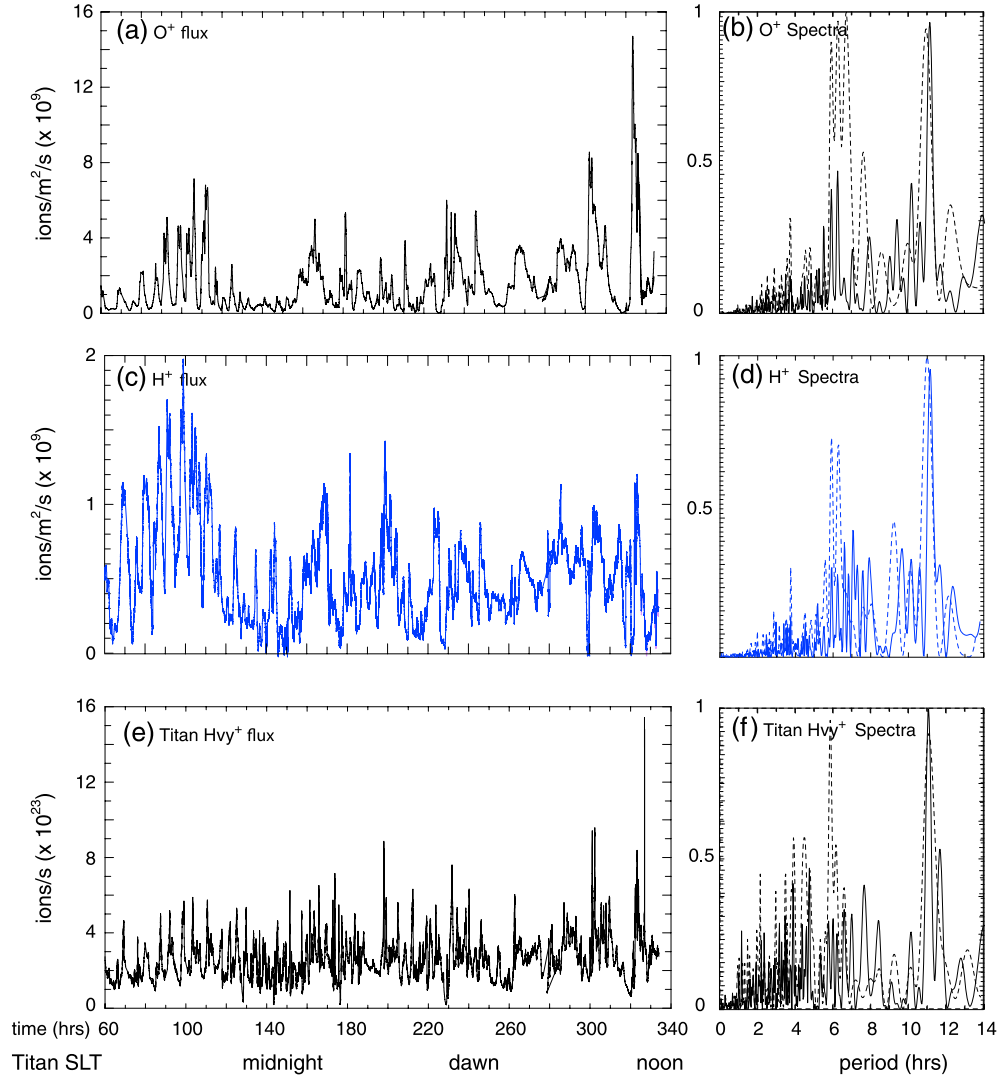 (a) O⁺ flux
16
12
8
4
0
ions/m²/s (x 10⁹)
(b) O⁺ Spectra
1
0.5
0
(c) H⁺ flux
2
1
0
ions/m²/s (x 10⁹)
(d) H⁺ Spectra
1
0.5
(e) Titan Hvy⁺ flux
16
12
8
4
0
ions/s (x 10²³)
(f) Titan Hvy⁺ Spectra
1
0.5
0
time (hrs) 60 100 140 180 220 260 300 340
0 2 4 6 8 10 12 14
Titan SLT midnight dawn noon
period (hrs)